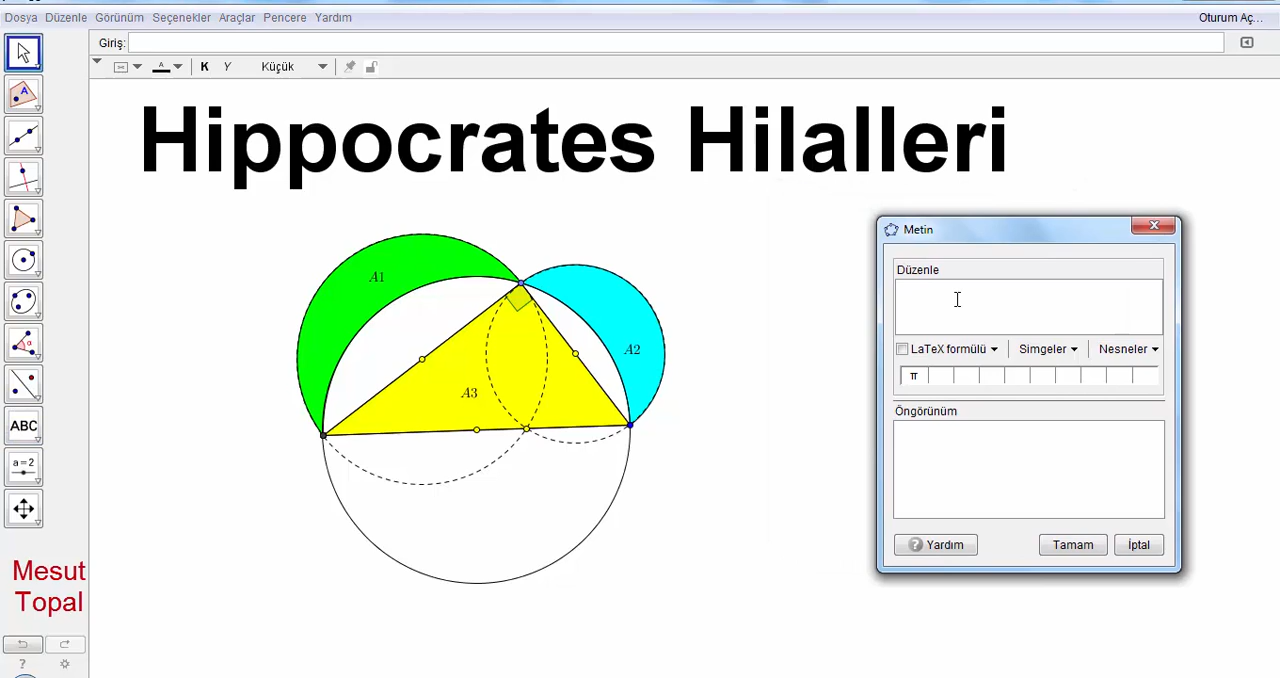 Dosya Düzenle Görünüm Seçenekler Araçlar Pencere Yardım
Oturum Aç...
Giriş:
A K Y Küçük
Hippocrates Hilalleri
A
α
ABC
a=2
Mesut
Topal
?
A1
A2
A3
Metin
Düzenle
LaTeX formülü Simgeler Nesneler
π
Öngörünüm
? Yardım Tamam İptal